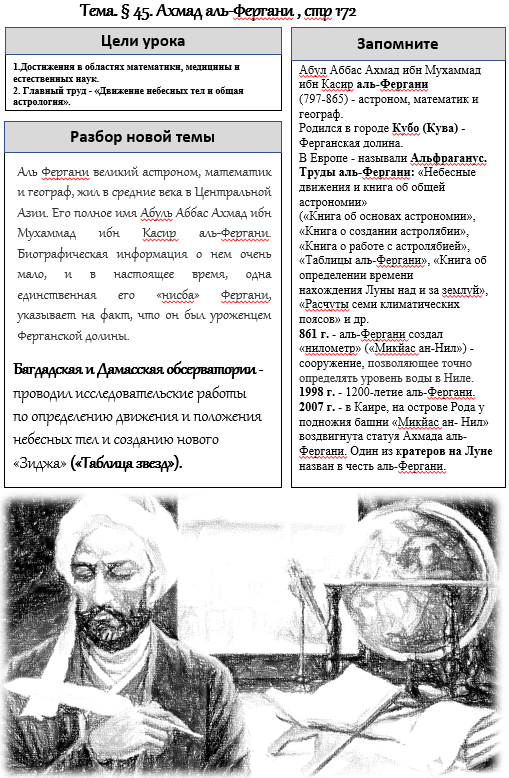 Тема. § 45. Ахмад аль-Фергани , стр 172
Цели урока
1.Достижения в областях математики, медицины и
естественных наук.
2. Главный труд - «Движение небесных тел и общая
астрология».
Разбор новой темы
Аль Фергани великий астроном, математик
и географ, жил в средние века в Центральной
Азии. Его полное имя Абуль Аббас Ахмад ибн
Мухаммад ибн Касир аль-Фергани.
Биографическая информация о нем очень
мало, и в настоящее время, одна
единственная его «нисба» Фергани,
указывает на факт, что он был уроженцем
Ферганской долины.
Багдадская и Дамасская обсерватории -
проводил исследовательские работы
по определению движения и положения
небесных тел и созданию нового
«Зиджа» («Таблица звезд»).
Запомните
Абул Аббас Ахмад ибн Мухаммад
ибн Касир аль-Фергани
(797-865) - астроном, математик и
географ.
Родился в городе Кубо (Кува) -
Ферганская долина.
В Европе - называли Альфраганус.
Труды аль-Фергани: «Небесные
движения и книга об общей
астрономии»
(«Книга об основах астрономии»,
«Книга о создании астролябии»,
«Книга о работе с астролябией»,
«Таблицы аль-Фергани», «Книга об
определении времени
нахождения Луны над и за землуй»,
«Расчуты семи климатических
поясов» и др.
861 г. - аль-Фергани создал
«нилометр» («Микйас ан-Нил») -
сооружение, позволяющее точно
определять уровень воды в Ниле.
1998 г. - 1200-летие аль-Фергани.
2007 г. - в Каире, на острове Рода у
подножия башни «Микйас ан- Нил»
воздвигнута статуя Ахмада аль-
Фергани. Один из кратеров на Луне
назван в честь аль-Фергани.